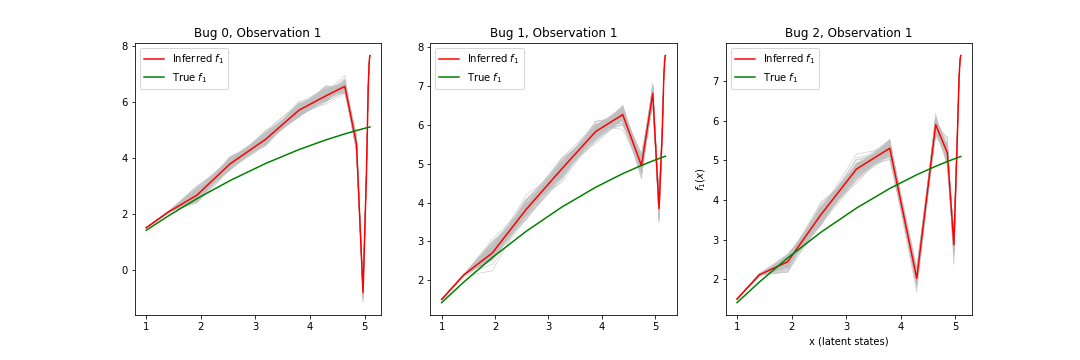 Bug 0, Observation 1
Inferred f₁
True f₁
8
6
4
2
0
1 2 3 4 5
Bug 1, Observation 1
Inferred f₁
True f₁
8
7
6
5
4
3
2
1 2 3 4 5
Bug 2, Observation 1
Inferred f₁
True f₁
f₁(x)
7
6
5
4
3
2
1 2 3 4 5
x (latent states)